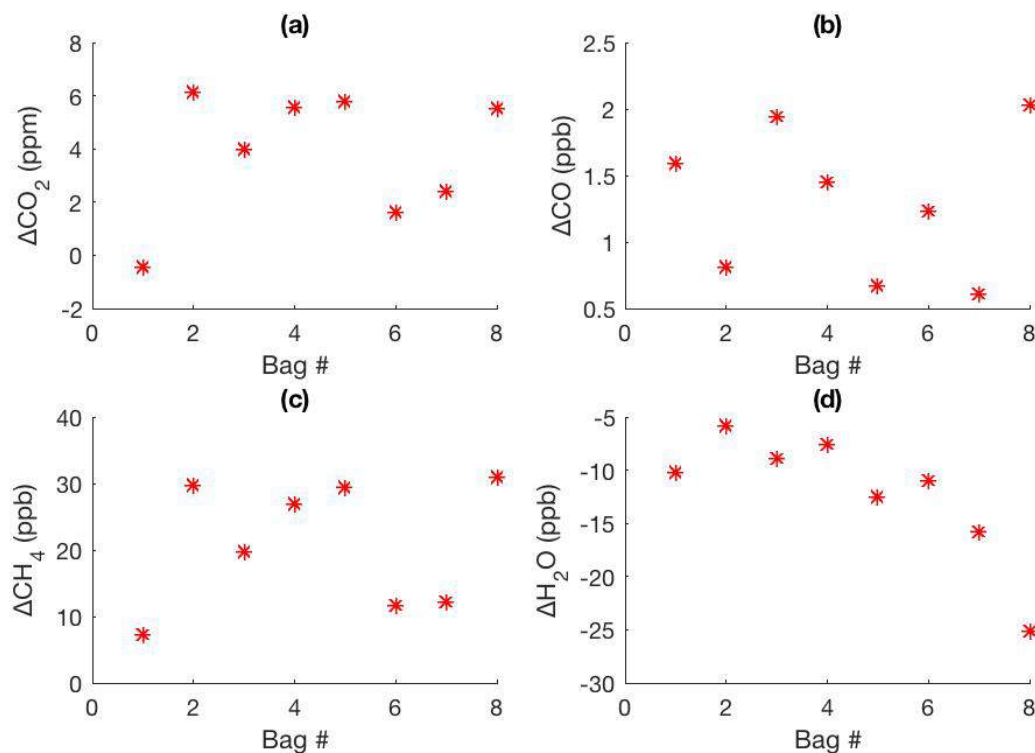 (a)
8
6
4
2
0
-2
ΔCO2 (ppm)
0 2 4 6 8
Bag #
(b)
2.5
2
1.5
1
0.5
ΔCO (ppb)
0 2 4 6 8
Bag #
(c)
40
30
20
10
0
ΔCH4 (ppb)
0 2 4 6 8
Bag #
(d)
-5
-10
-15
-20
-25
-30
ΔH2O (ppb)
0 2 4 6 8
Bag #